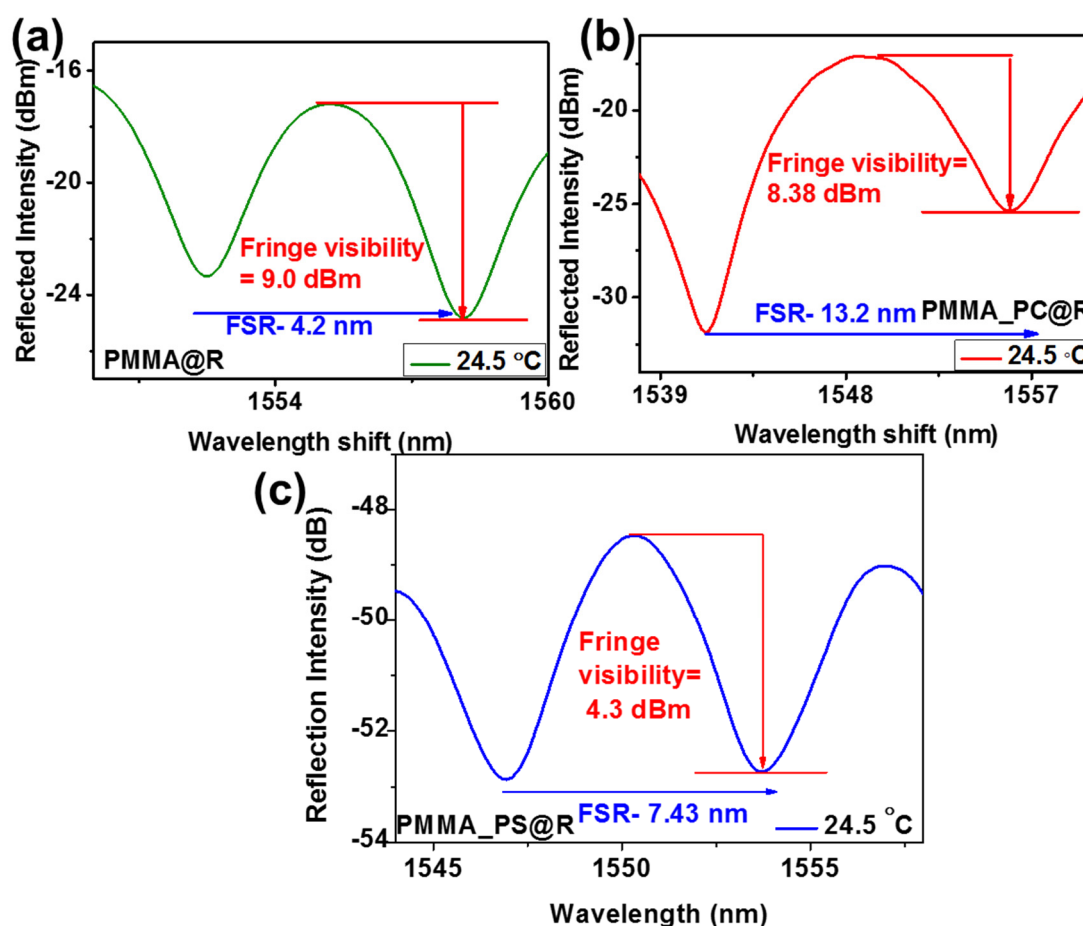 (a)
Reflected Intensity (dBm)
-16
-20
-24
Fringe visibility
= 9.0 dBm
FSR- 4.2 nm
PMMA@R
24.5 °C
1554
1560
Wavelength shift (nm)
(b)
Reflected Intensity (dBm)
-20
-25
-30
Fringe visibility=
8.38 dBm
FSR- 13.2 nm
PMMA_PC@R
24.5 °C
1539
1548
1557
Wavelength shift (nm)
(c)
Reflection Intensity (dB)
-48
-50
-52
-54
Fringe
visibility=
4.3 dBm
FSR- 7.43 nm
PMMA_PS@R
24.5 °C
1545
1550
1555
Wavelength (nm)